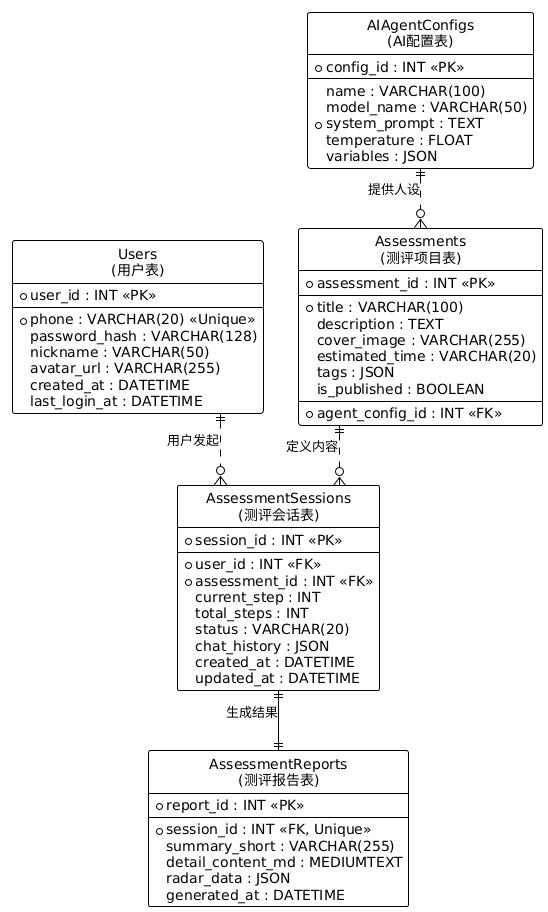 AIAgentConfigs
(AI配置表)
config_id : INT «PK»
name : VARCHAR(100)
model_name : VARCHAR(50)
system_prompt : TEXT
temperature : FLOAT
variables : JSON
提供人设
Users
(用户表)
user_id : INT «PK»
phone : VARCHAR(20) «Unique»
password_hash : VARCHAR(128)
nickname : VARCHAR(50)
avatar_url : VARCHAR(255)
created_at : DATETIME
last_login_at : DATETIME
Assessments
(测评项目表)
assessment_id : INT «PK»
title : VARCHAR(100)
description : TEXT
cover_image : VARCHAR(255)
estimated_time : VARCHAR(20)
tags : JSON
is_published : BOOLEAN
agent_config_id : INT «FK»
用户发起
定义内容
AssessmentSessions
(测评会话表)
session_id : INT «PK»
user_id : INT «FK»
assessment_id : INT «FK»
current_step : INT
total_steps : INT
status : VARCHAR(20)
chat_history : JSON
created_at : DATETIME
updated_at : DATETIME
生成结果
AssessmentReports
(测评报告表)
report_id : INT «PK»
session_id : INT «FK, Unique»
summary_short : VARCHAR(255)
detail_content_md : MEDIUMTEXT
radar_data : JSON
generated_at : DATETIME